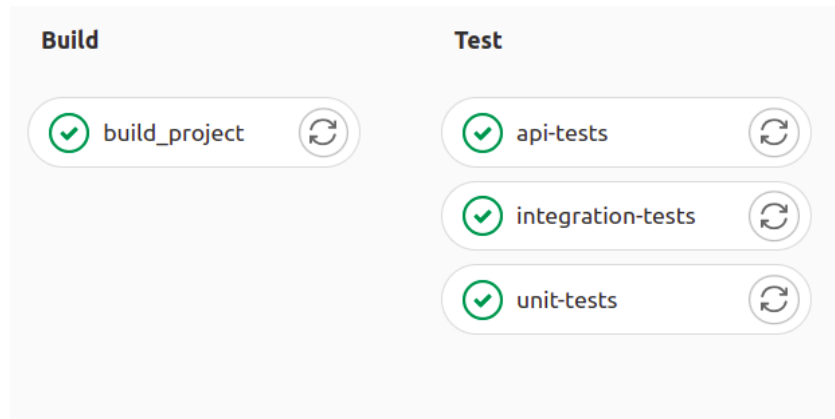 Build
build_project
Test
api-tests
integration-tests
unit-tests